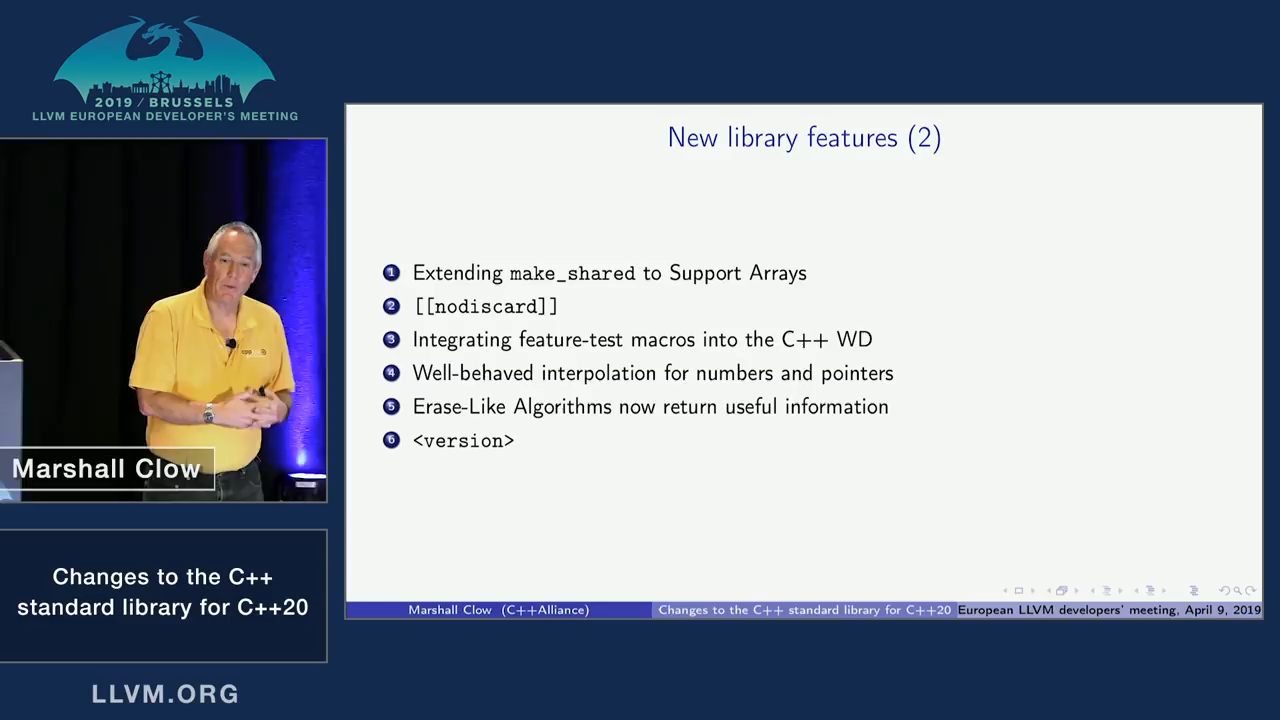 2019 / BRUSSELS
LLVM EUROPEAN DEVELOPER'S MEETING
Marshall Clow
Changes to the C++
standard library for C++20
LLVM.ORG
New library features (2)
1 Extending make_shared to Support Arrays
2 [[nodiscard]]
3 Integrating feature-test macros into the C++ WD
4 Well-behaved interpolation for numbers and pointers
5 Erase-Like Algorithms now return useful information
6 <version>
Marshall Clow (C++Alliance) Changes to the C++ standard library for C++20 European LLVM developers' meeting, April 9, 2019